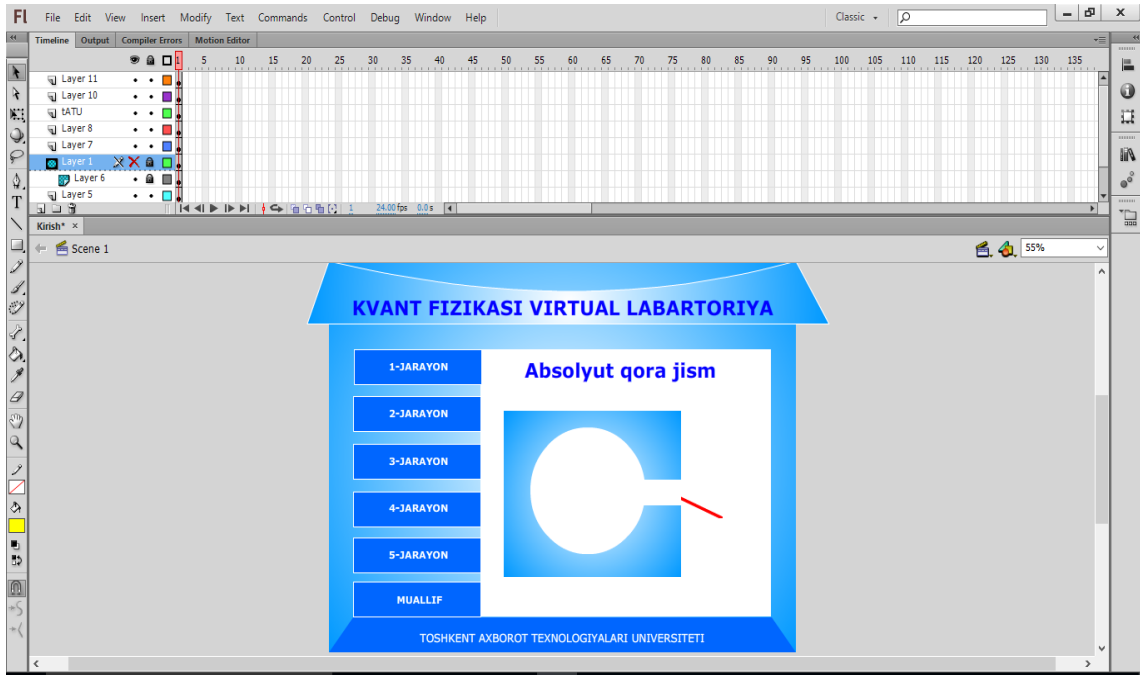 Fl File Edit View Insert Modify Text Commands Control Debug Window Help Classic
Timeline Output Compiler Errors Motion Editor
1 5 10 15 20 25 30 35 40 45 50 55 60 65 70 75 80 85 90 95 100 105 110 115 120 125 130 135
Layer 11
Layer 10
tATU
Layer 8
Layer 7
Layer 1
Layer 6
Layer 5
1 24.00 fps 0.0 s
Kirish* ×
Scene 1 55%
KVANT FIZIKASI VIRTUAL LABARTORIYA
1-JARAYON
Absolyut qora jism
2-JARAYON
3-JARAYON
4-JARAYON
5-JARAYON
MUALLIF
TOSHKENT AXBOROT TEXNOLOGIYALARI UNIVERSITETI